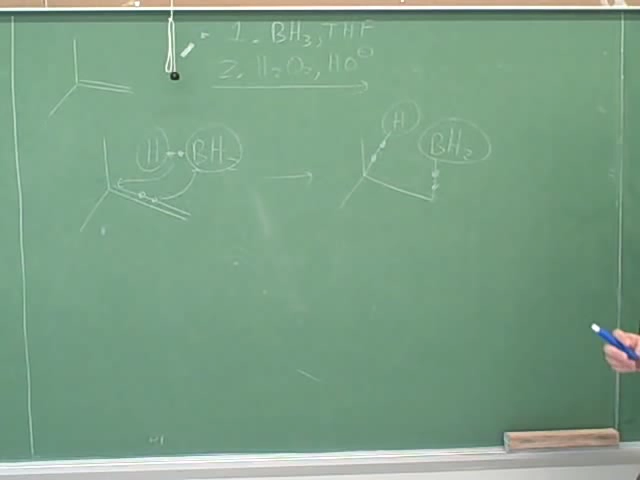 1. BH₃, THF
2. H₂O₂, HO⊖
H BH₂
H BH₂